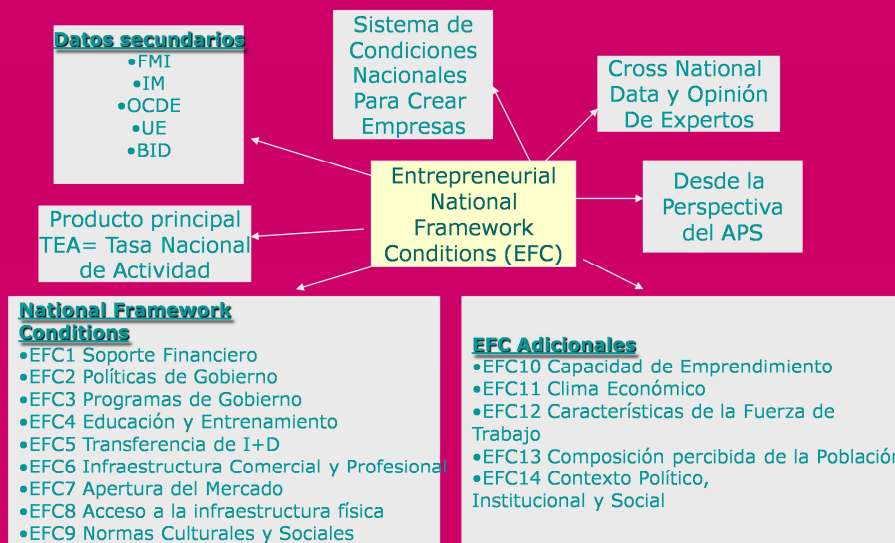 Datos secundarios
•FMI
•IM
•OCDE
•UE
•BID
Sistema de
Condiciones
Nacionales
Para Crear
Empresas
Cross National
Data y Opinión
De Expertos
Entrepreneurial
National
Framework
Conditions (EFC)
Desde la
Perspectiva
del APS
Producto principal
TEA= Tasa Nacional
de Actividad
National Framework
Conditions
•EFC1 Soporte Financiero
•EFC2 Políticas de Gobierno
•EFC3 Programas de Gobierno
•EFC4 Educación y Entrenamiento
•EFC5 Transferencia de I+D
•EFC6 Infraestructura Comercial y Profesional
•EFC7 Apertura del Mercado
•EFC8 Acceso a la infraestructura física
•EFC9 Normas Culturales y Sociales
EFC Adicionales
•EFC10 Capacidad de Emprendimiento
•EFC11 Clima Económico
•EFC12 Características de la Fuerza de
Trabajo
•EFC13 Composición percibida de la Población
•EFC14 Contexto Político,
Institucional y Social